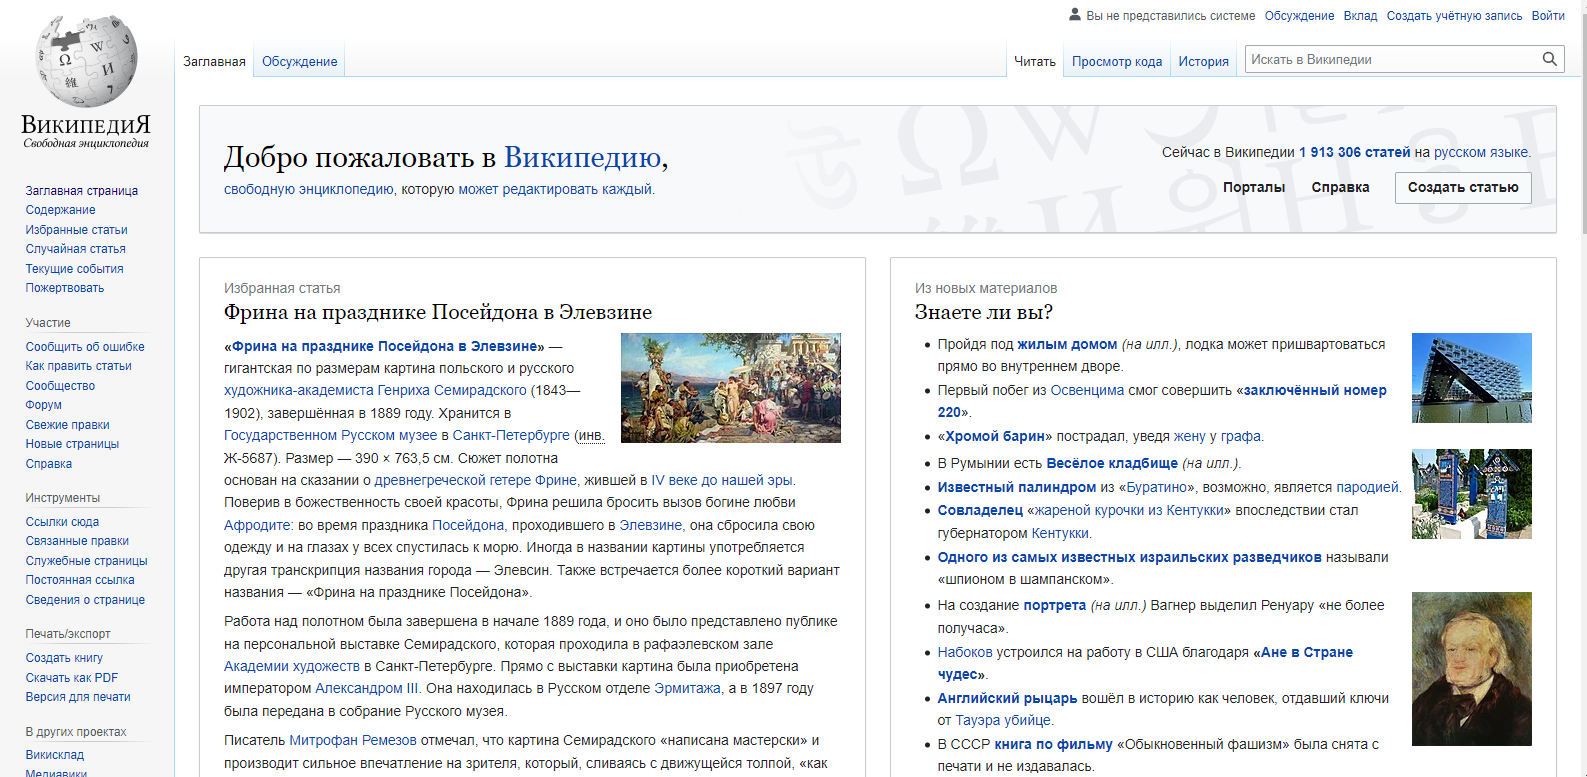 Вы не представились системе Обсуждение Вклад Создать учётную запись Войти
Заглавная Обсуждение Читать Просмотр кода История Искать в Википедии
ВикипедиЯ
Свободная энциклопедия
Заглавная страница
Содержание
Избранные статьи
Случайная статья
Текущие события
Пожертвовать
Участие
Сообщить об ошибке
Как править статьи
Сообщество
Форум
Свежие правки
Новые страницы
Справка
Инструменты
Ссылки сюда
Связанные правки
Служебные страницы
Постоянная ссылка
Сведения о странице
Печать/экспорт
Создать книгу
Скачать как PDF
Версия для печати
В других проектах
Викисклад
Медиавики
Добро пожаловать в Википедию,
свободную энциклопедию, которую может редактировать каждый.
Сейчас в Википедии 1 913 306 статей на русском языке.
Порталы Справка Создать статью
Избранная статья
Фрина на празднике Посейдона в Элевзине
«Фрина на празднике Посейдона в Элевзине» —
гигантская по размерам картина польского и русского
художника-академиста Генриха Семирадского (1843—
1902), завершённая в 1889 году. Хранится в
Государственном Русском музее в Санкт-Петербурге (инв.
Ж-5687). Размер — 390 × 763,5 см. Сюжет полотна
основан на сказании о древнегреческой гетере Фрине, жившей в IV веке до нашей эры.
Поверив в божественность своей красоты, Фрина решила бросить вызов богине любви
Афродите: во время праздника Посейдона, проходившего в Элевзине, она сбросила свою
одежду и на глазах у всех спустилась к морю. Иногда в названии картины употребляется
другая транскрипция названия города — Элевсин. Также встречается более короткий вариант
названия — «Фрина на празднике Посейдона».
Работа над полотном была завершена в начале 1889 года, и оно было представлено публике
на персональной выставке Семирадского, которая проходила в рафаэлевском зале
Академии художеств в Санкт-Петербурге. Прямо с выставки картина была приобретена
императором Александром III. Она находилась в Русском отделе Эрмитажа, а в 1897 году
была передана в собрание Русского музея.
Писатель Митрофан Ремезов отмечал, что картина Семирадского «написана мастерски» и
производит сильное впечатление на зрителя, который, сливаясь с движущейся толпой, «как
Из новых материалов
Знаете ли вы?
Пройдя под жилым домом (на илл.), лодка может пришвартоваться
прямо во внутреннем дворе.
Первый побег из Освенцима смог совершить «заключённый номер
220».
«Хромой барин» пострадал, уведя жену у графа.
В Румынии есть Весёлое кладбище (на илл.).
Известный палиндром из «Буратино», возможно, является пародией.
Совладелец «жареной курочки из Кентукки» впоследствии стал
губернатором Кентукки.
Одного из самых известных израильских разведчиков называли
«шпионом в шампанском».
На создание портрета (на илл.) Вагнер выделил Ренуару «не более
получаса».
Набоков устроился на работу в США благодаря «Ане в Стране
чудес».
Английский рыцарь вошёл в историю как человек, отдавший ключи
от Тауэра убийце.
В СССР книга по фильму «Обыкновенный фашизм» была снята с
печати и не издавалась.